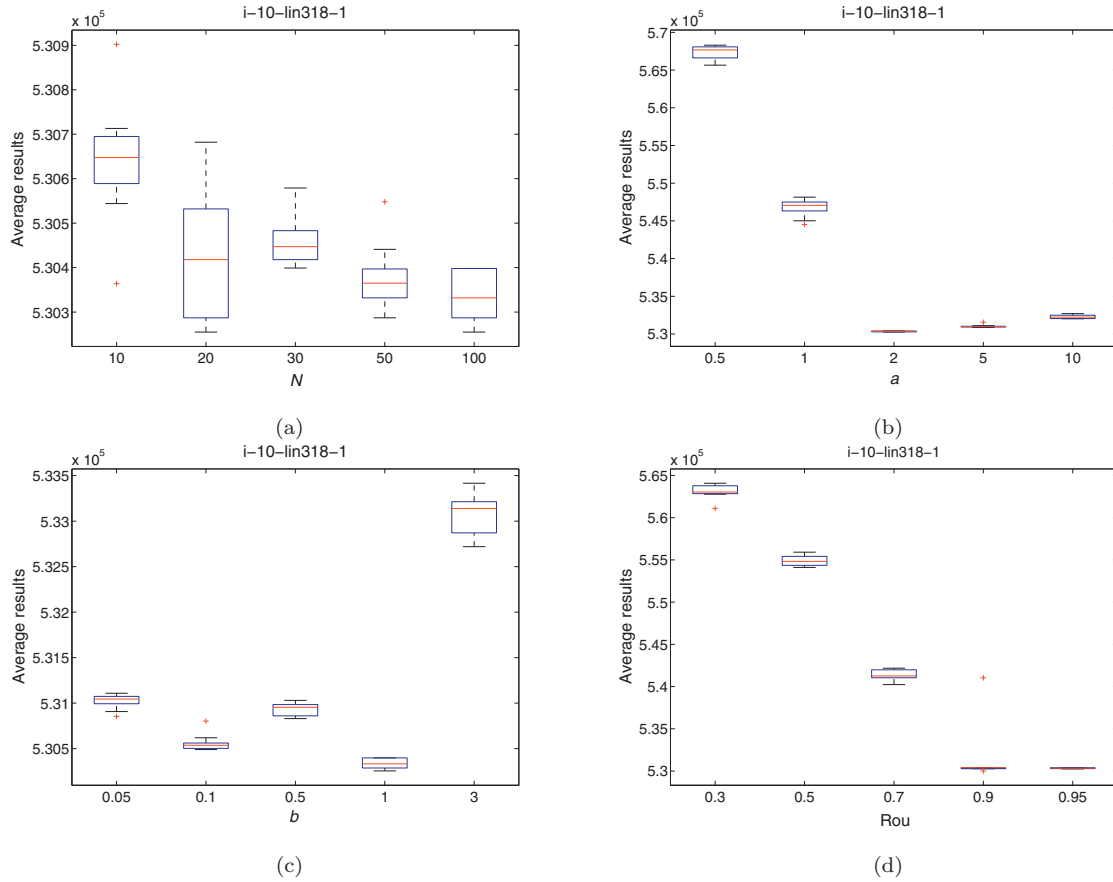 i−10−lin318−1
x 10^5
5.309
5.308
5.307
5.306
5.305
5.304
5.303
Average results
10 20 30 50 100
N
(a)
i−10−lin318−1
x 10^5
5.7
5.65
5.6
5.55
5.5
5.45
5.4
5.35
5.3
Average results
0.5 1 2 5 10
a
(b)
i−10−lin318−1
x 10^5
5.335
5.33
5.325
5.32
5.315
5.31
5.305
Average results
0.05 0.1 0.5 1 3
b
(c)
i−10−lin318−1
x 10^5
5.65
5.6
5.55
5.5
5.45
5.4
5.35
5.3
Average results
0.3 0.5 0.7 0.9 0.95
Rou
(d)